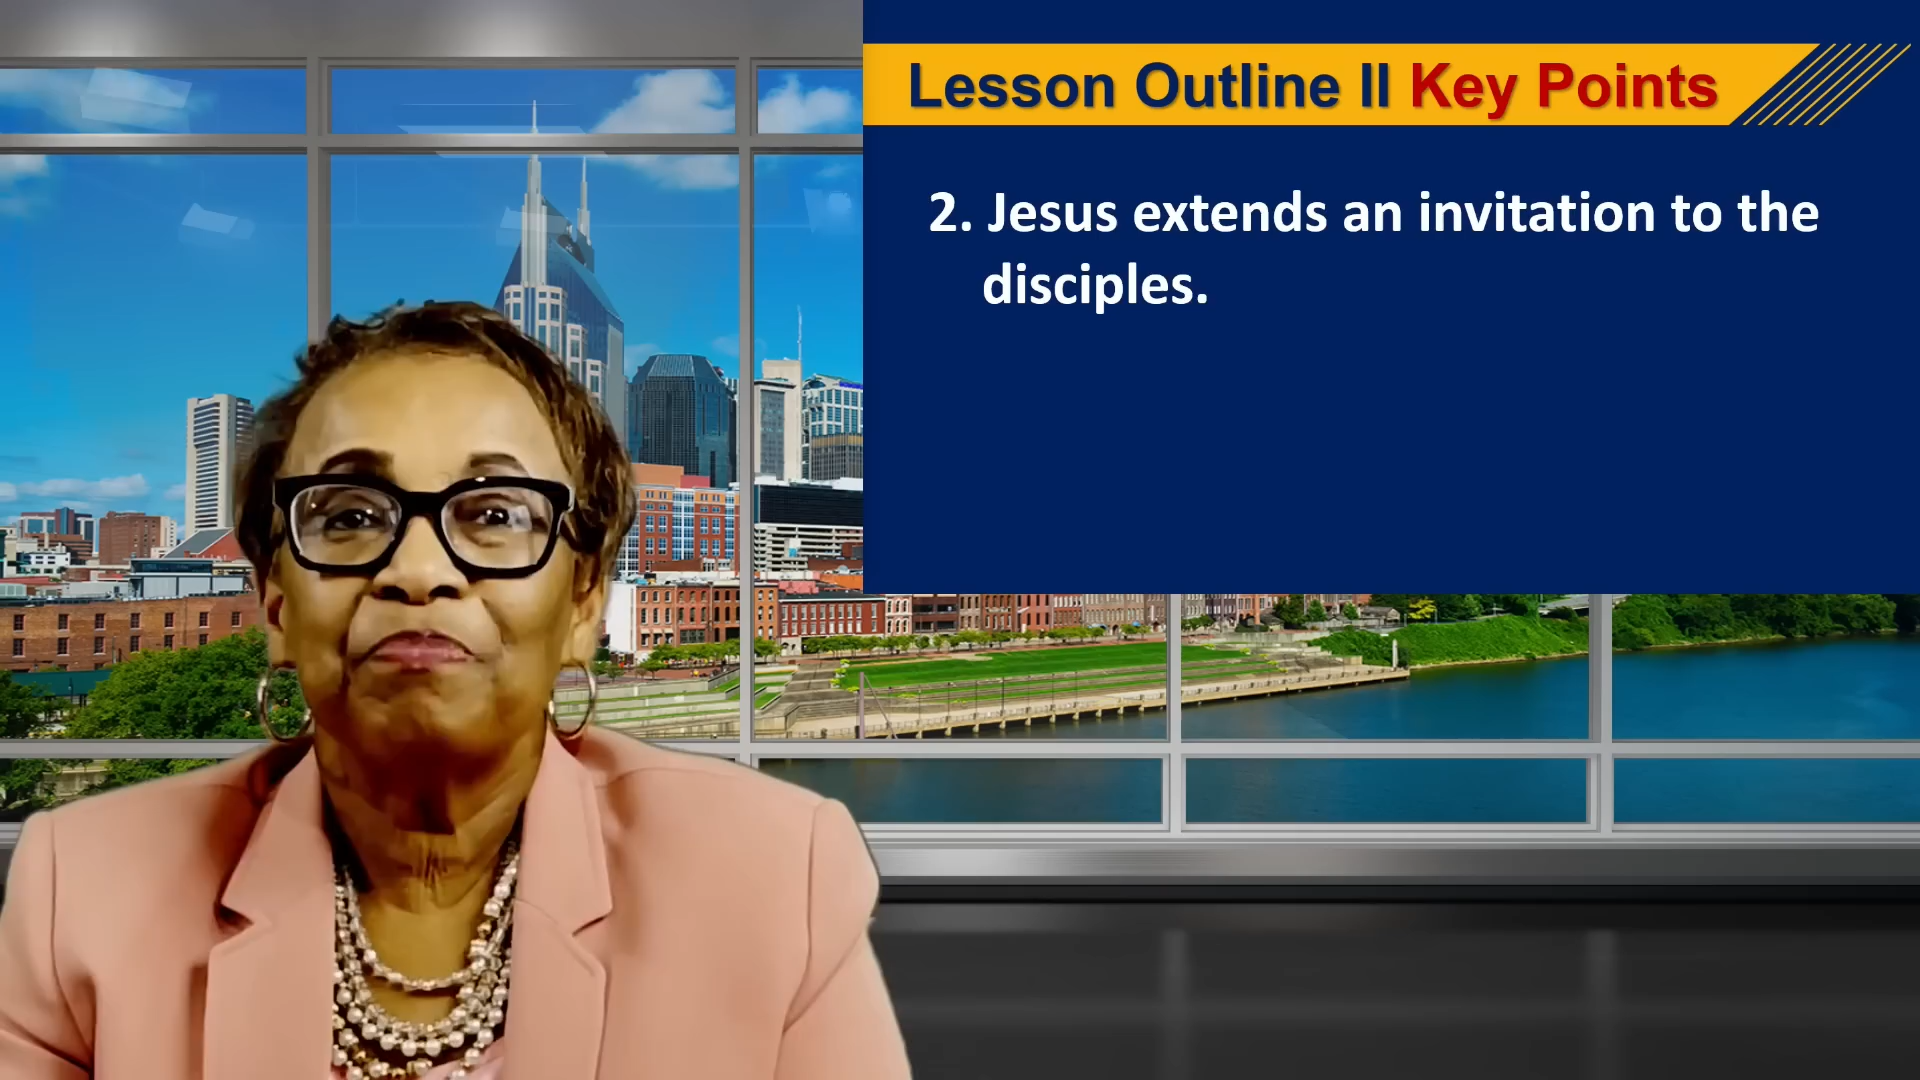 Lesson Outline II Key Points
2. Jesus extends an invitation to the
disciples.